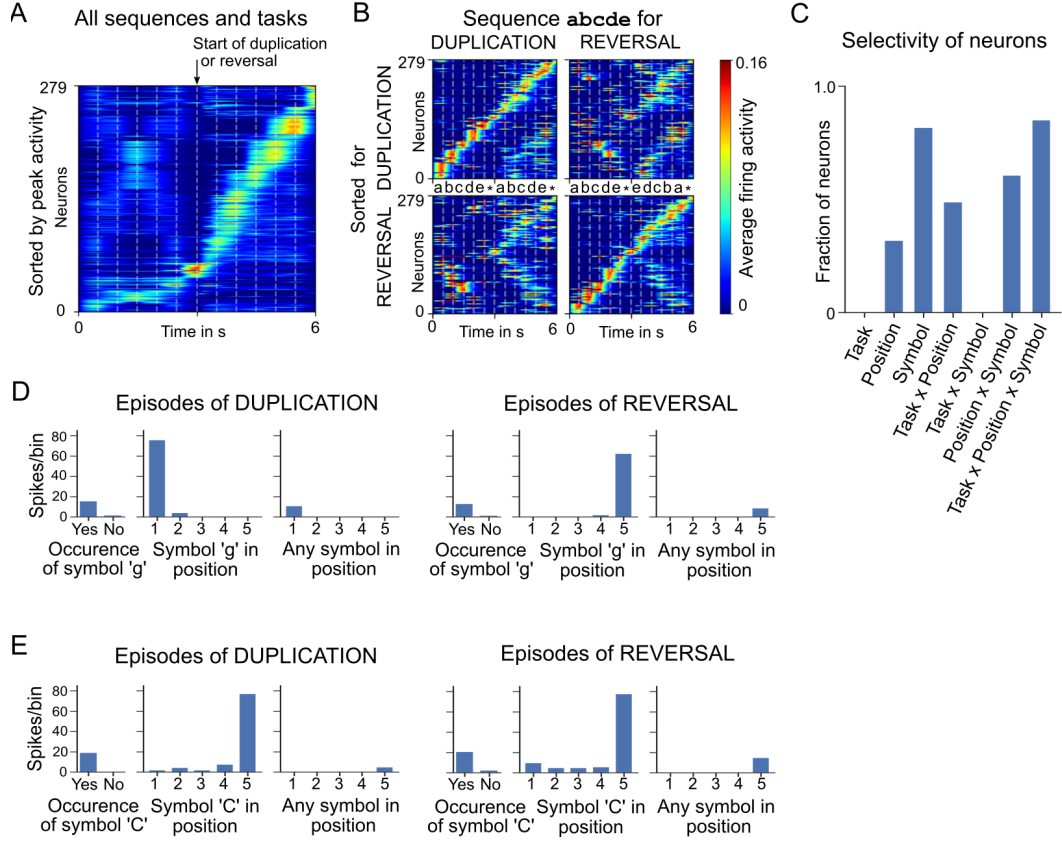 A
All sequences and tasks
Start of duplication
or reversal
279
0
Sorted by peak activity
Neurons
0
Time in s
6
B
Sequence abcde for
DUPLICATION
REVERSAL
Sorted for
DUPLICATION
REVERSAL
Neurons
279
0
a b c d e * a b c d e *
a b c d e * e d c b a *
Neurons
279
0
0
Time in s
6
0
Time in s
6
0.16
0
Average firing activity
C
Selectivity of neurons
1.0
0
Fraction of neurons
Task
Position
Symbol
Task x Position
Task x Symbol
Position x Symbol
Task x Position x Symbol
D
Episodes of DUPLICATION
Episodes of REVERSAL
Spikes/bin
80
60
40
20
0
Yes No
1 2 3 4 5
1 2 3 4 5
Yes No
1 2 3 4 5
1 2 3 4 5
Occurence
of symbol 'g'
Symbol 'g' in
position
Any symbol in
position
Occurence
of symbol 'g'
Symbol 'g' in
position
Any symbol in
position
E
Episodes of DUPLICATION
Episodes of REVERSAL
Spikes/bin
80
60
40
20
0
Yes No
1 2 3 4 5
1 2 3 4 5
Yes No
1 2 3 4 5
1 2 3 4 5
Occurence
of symbol 'C'
Symbol 'C' in
position
Any symbol in
position
Occurence
of symbol 'C'
Symbol 'C' in
position
Any symbol in
position